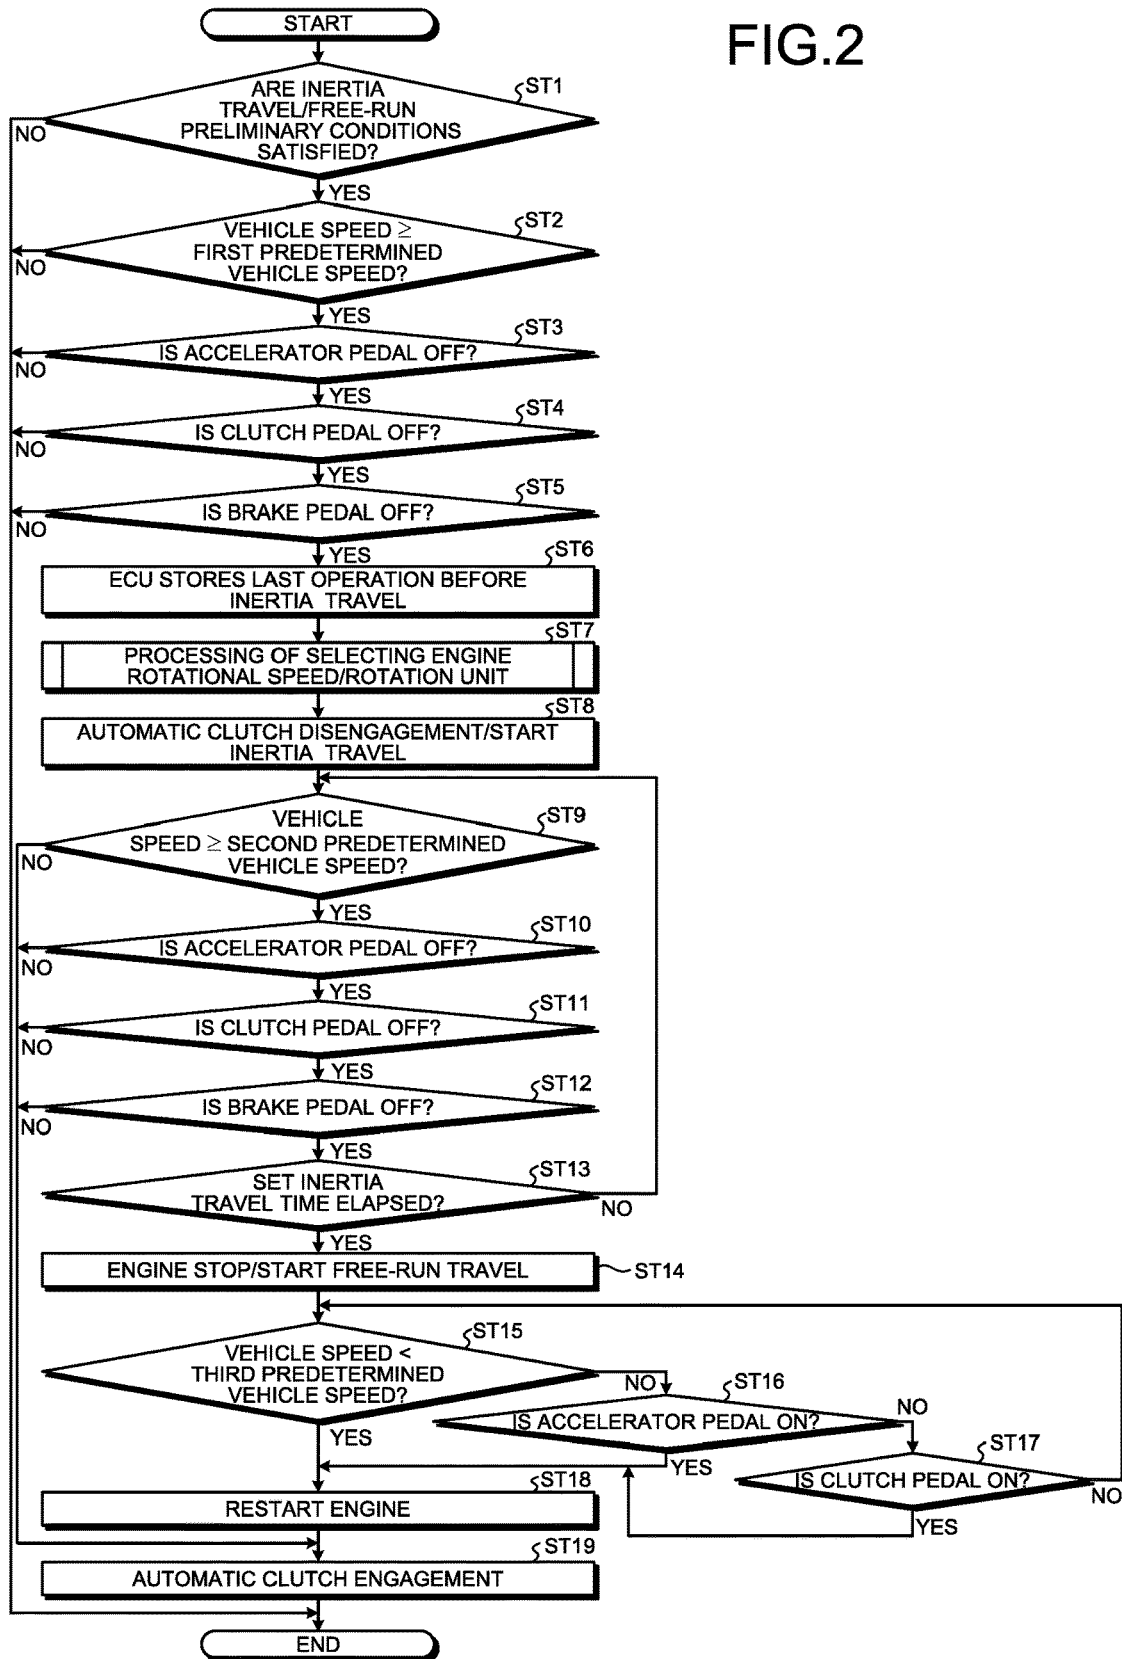 START
FIG.2
ARE INERTIA
TRAVEL/FREE-RUN
PRELIMINARY CONDITIONS
SATISFIED?
ST1
NO
YES
VEHICLE SPEED ≥
FIRST PREDETERMINED
VEHICLE SPEED?
ST2
NO
YES
IS ACCELERATOR PEDAL OFF?
ST3
NO
YES
IS CLUTCH PEDAL OFF?
ST4
NO
YES
IS BRAKE PEDAL OFF?
ST5
NO
YES
ST6
ECU STORES LAST OPERATION BEFORE
INERTIA TRAVEL
ST7
PROCESSING OF SELECTING ENGINE
ROTATIONAL SPEED/ROTATION UNIT
ST8
AUTOMATIC CLUTCH DISENGAGEMENT/START
INERTIA TRAVEL
VEHICLE
SPEED ≥ SECOND PREDETERMINED
VEHICLE SPEED?
ST9
NO
YES
IS ACCELERATOR PEDAL OFF?
ST10
NO
YES
IS CLUTCH PEDAL OFF?
ST11
NO
YES
IS BRAKE PEDAL OFF?
ST12
NO
YES
SET INERTIA
TRAVEL TIME ELAPSED?
ST13
NO
YES
ENGINE STOP/START FREE-RUN TRAVEL
ST14
VEHICLE SPEED <
THIRD PREDETERMINED
VEHICLE SPEED?
ST15
NO
YES
IS ACCELERATOR PEDAL ON?
ST16
NO
YES
IS CLUTCH PEDAL ON?
ST17
NO
YES
ST18
RESTART ENGINE
ST19
AUTOMATIC CLUTCH ENGAGEMENT
END